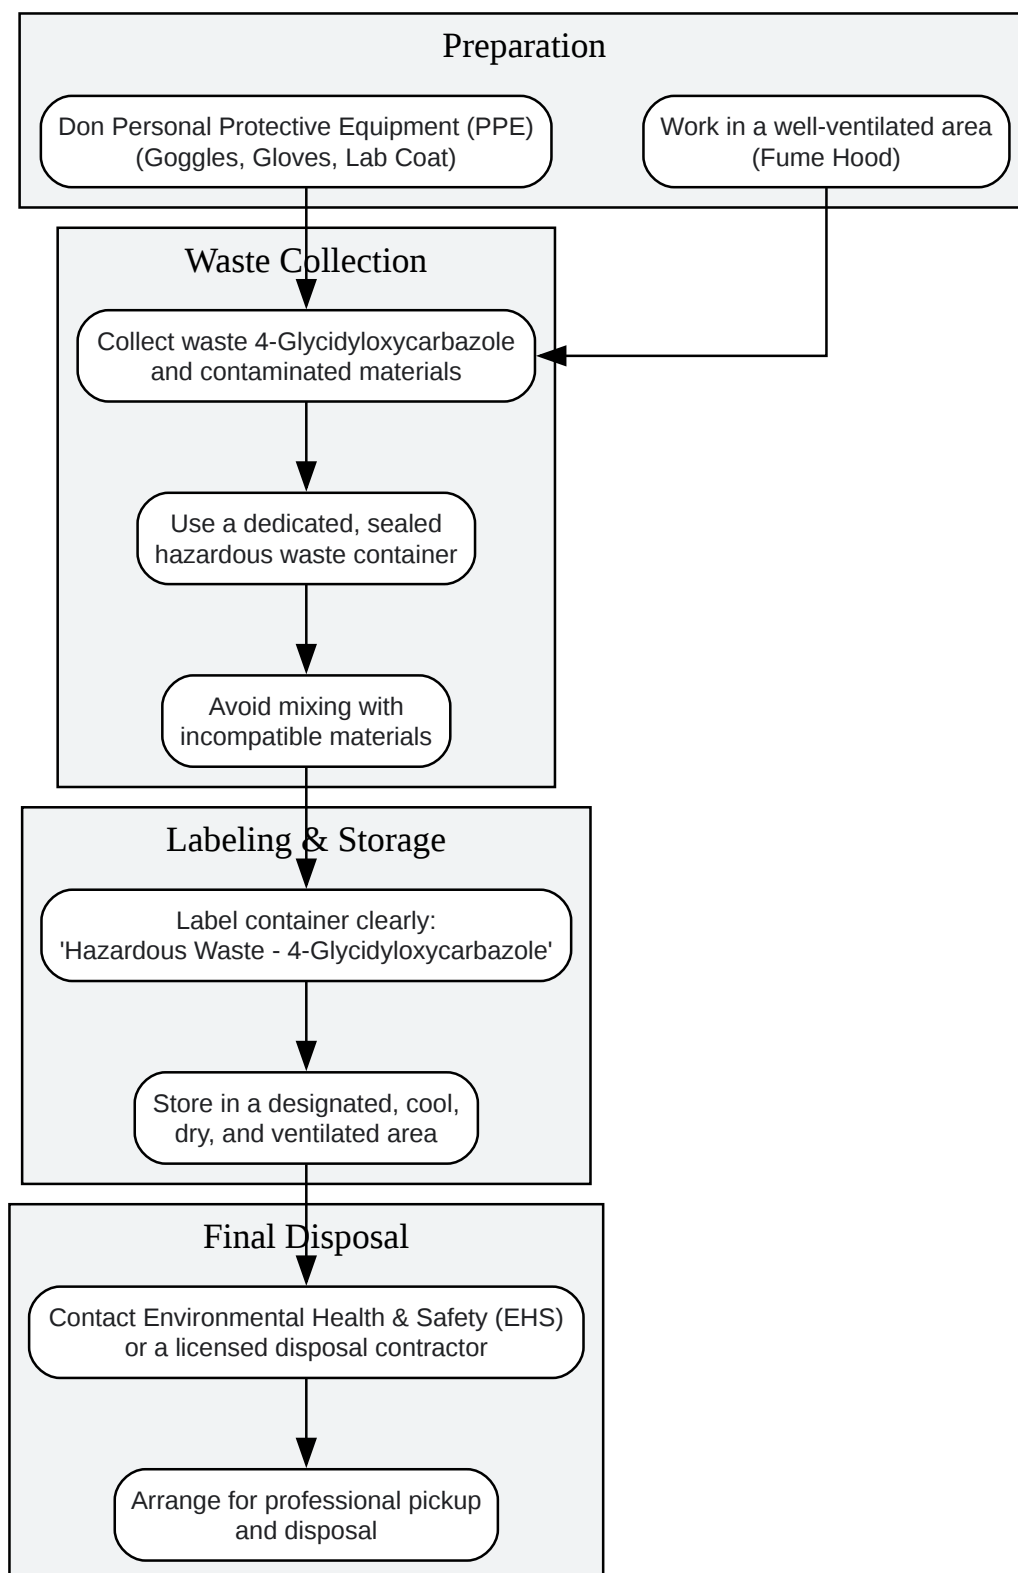 Preparation
Don Personal Protective Equipment (PPE)
(Goggles, Gloves, Lab Coat)
Work in a well-ventilated area
(Fume Hood)
Waste Collection
Collect waste 4-Glycidyloxycarbazole
and contaminated materials
Use a dedicated, sealed
hazardous waste container
Avoid mixing with
incompatible materials
Labeling & Storage
Label container clearly:
'Hazardous Waste - 4-Glycidyloxycarbazole'
Store in a designated, cool,
dry, and ventilated area
Final Disposal
Contact Environmental Health & Safety (EHS)
or a licensed disposal contractor
Arrange for professional pickup
and disposal